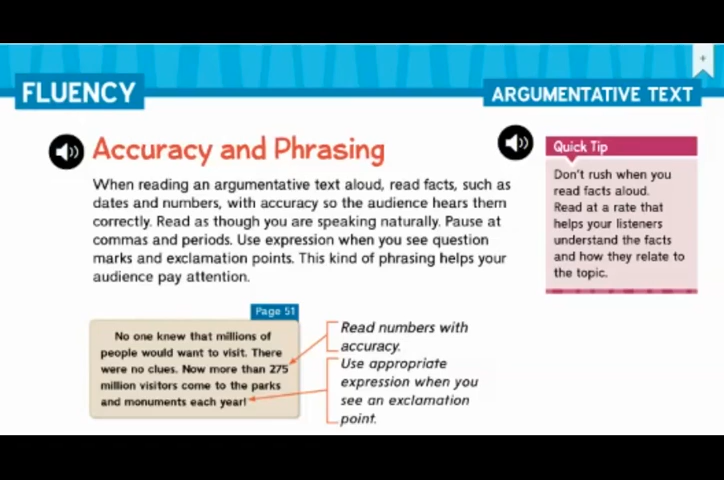 FLUENCY
ARGUMENTATIVE TEXT
Accuracy and Phrasing
When reading an argumentative text aloud, read facts, such as
dates and numbers, with accuracy so the audience hears them
correctly. Read as though you are speaking naturally. Pause at
commas and periods. Use expression when you see question
marks and exclamation points. This kind of phrasing helps your
audience pay attention.
Quick Tip
Don't rush when you
read facts aloud.
Read at a rate that
helps your listeners
understand the facts
and how they relate to
the topic.
Page 51
No one knew that millions of
people would want to visit. There
were no clues. Now more than 275
million visitors come to the parks
and monuments each year!
Read numbers with
accuracy.
Use appropriate
expression when you
see an exclamation
point.